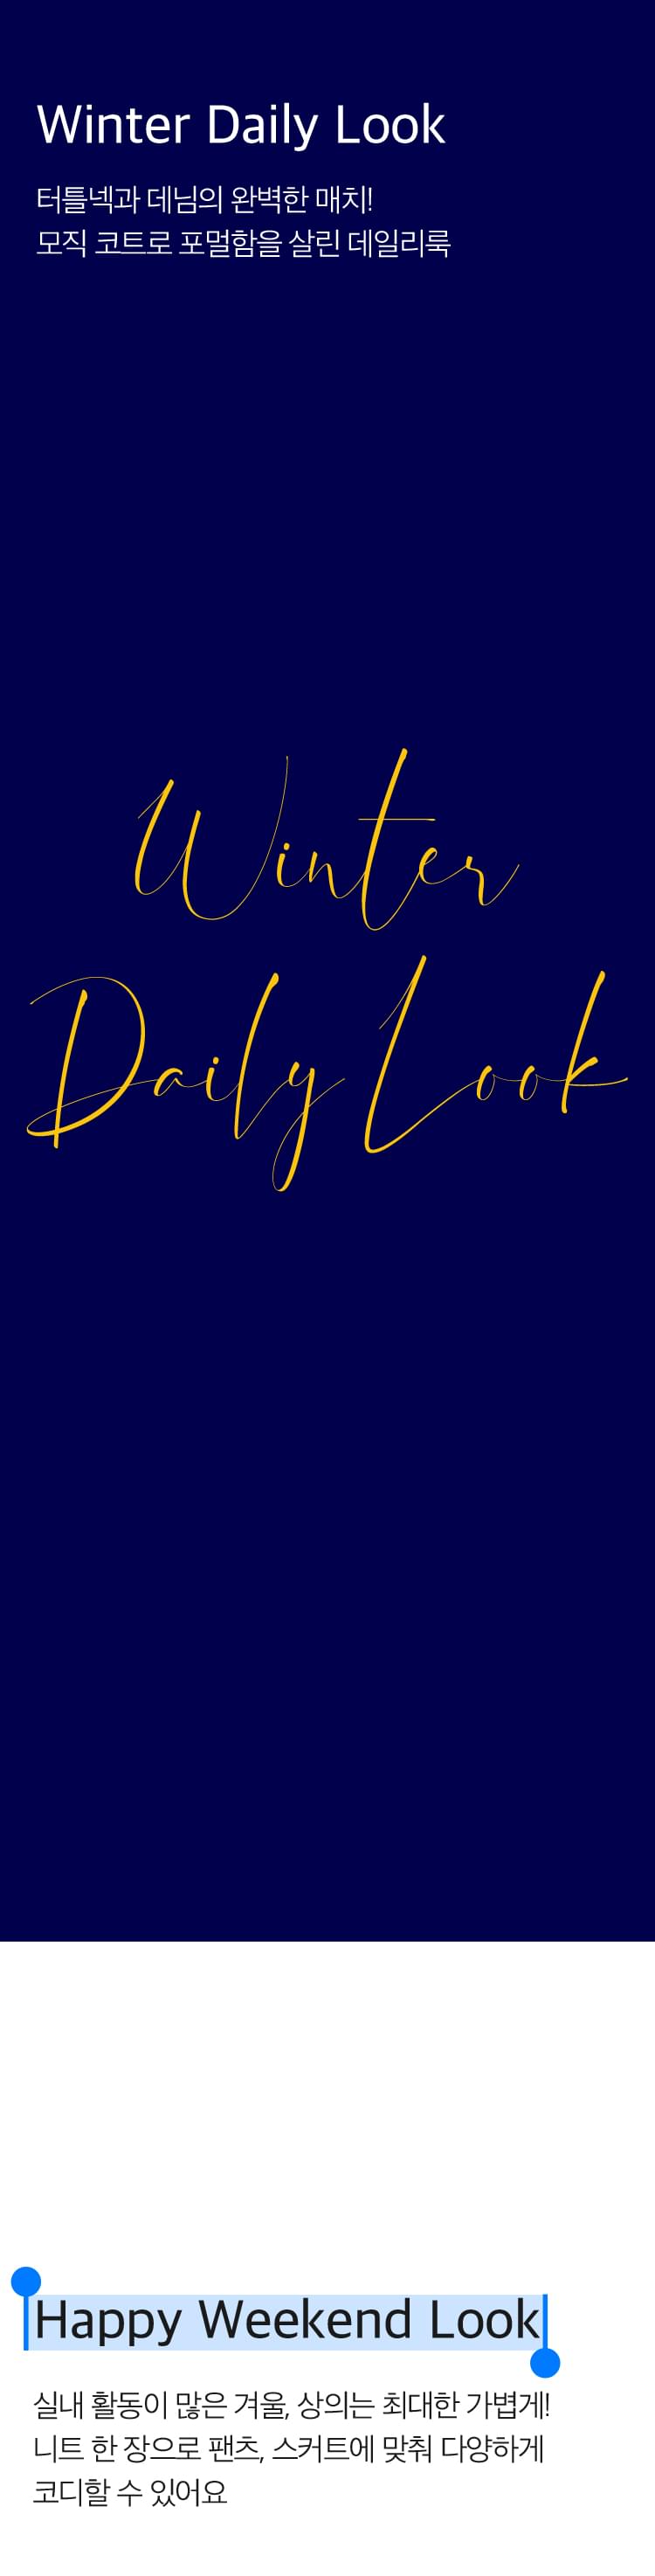 Winter Daily Look
터틀넥과 데님의 완벽한 매치!
모직 코트로 포멀함을 살린 데일리룩
Winter
Daily Look
Happy Weekend Look
실내 활동이 많은 겨울, 상의는 최대한 가볍게!
니트 한 장으로 팬츠, 스커트에 맞춰 다양하게
코디할 수 있어요